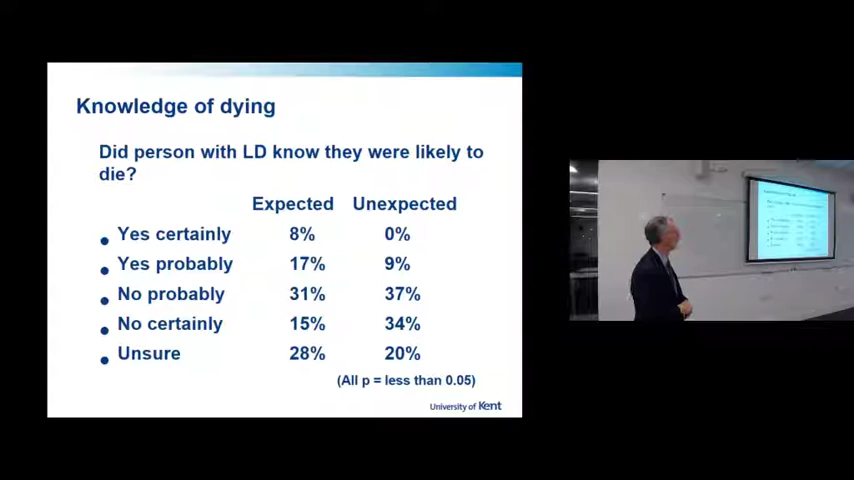 Knowledge of dying
Did person with LD know they were likely to
die?
Expected Unexpected
• Yes certainly 8% 0%
• Yes probably 17% 9%
• No probably 31% 37%
• No certainly 15% 34%
• Unsure 28% 20%
(All p = less than 0.05)
University of Kent